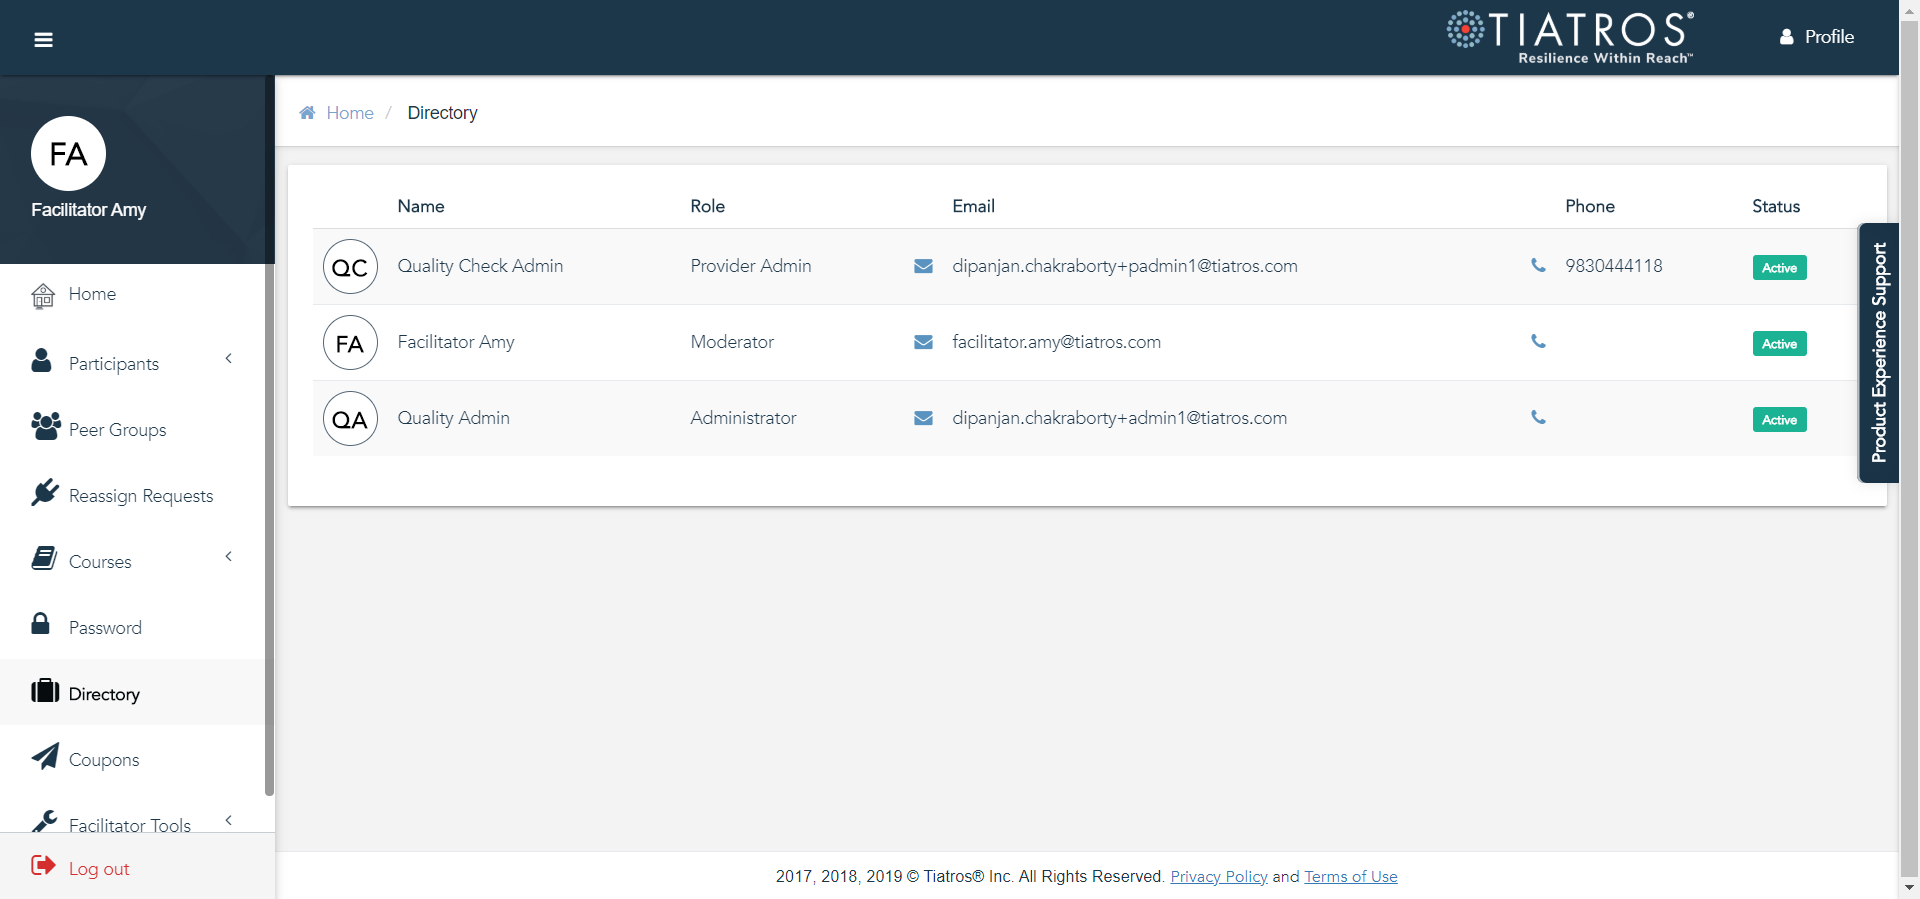 TIATROS®
Resilience Within Reach™
Profile
FA
Facilitator Amy
Home
Participants
Peer Groups
Reassign Requests
Courses
Password
Directory
Coupons
Facilitator Tools
Log out
Home / Directory
Name Role Email Phone Status
QC Quality Check Admin Provider Admin dipanjan.chakraborty+padmin1@tiatros.com 9830444118 Active
FA Facilitator Amy Moderator facilitator.amy@tiatros.com Active
QA Quality Admin Administrator dipanjan.chakraborty+admin1@tiatros.com Active
Product Experience Support
2017, 2018, 2019 © Tiatros® Inc. All Rights Reserved. Privacy Policy and Terms of Use